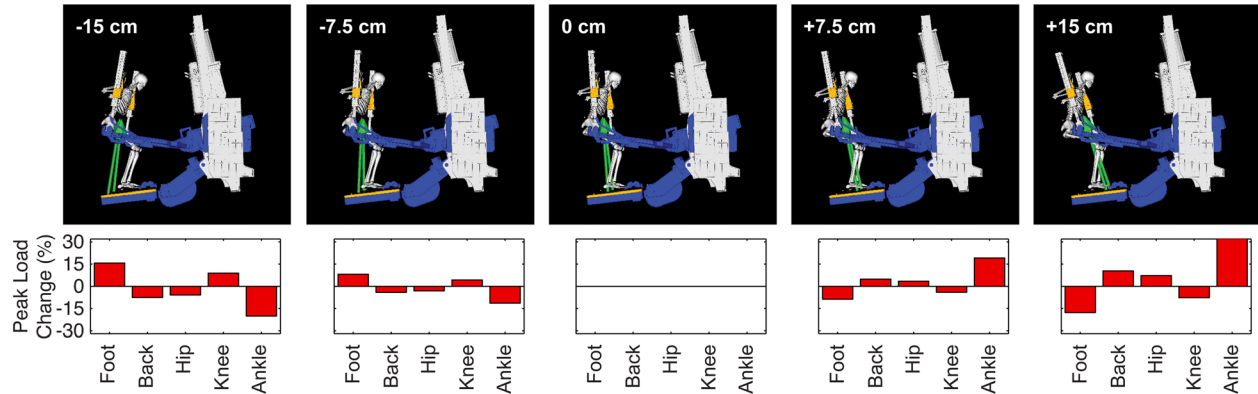 -15 cm
-7.5 cm
0 cm
+7.5 cm
+15 cm
Peak Load
Change (%)
30
15
0
-15
-30
Foot
Back
Hip
Knee
Ankle
Foot
Back
Hip
Knee
Ankle
Foot
Back
Hip
Knee
Ankle
Foot
Back
Hip
Knee
Ankle
Foot
Back
Hip
Knee
Ankle